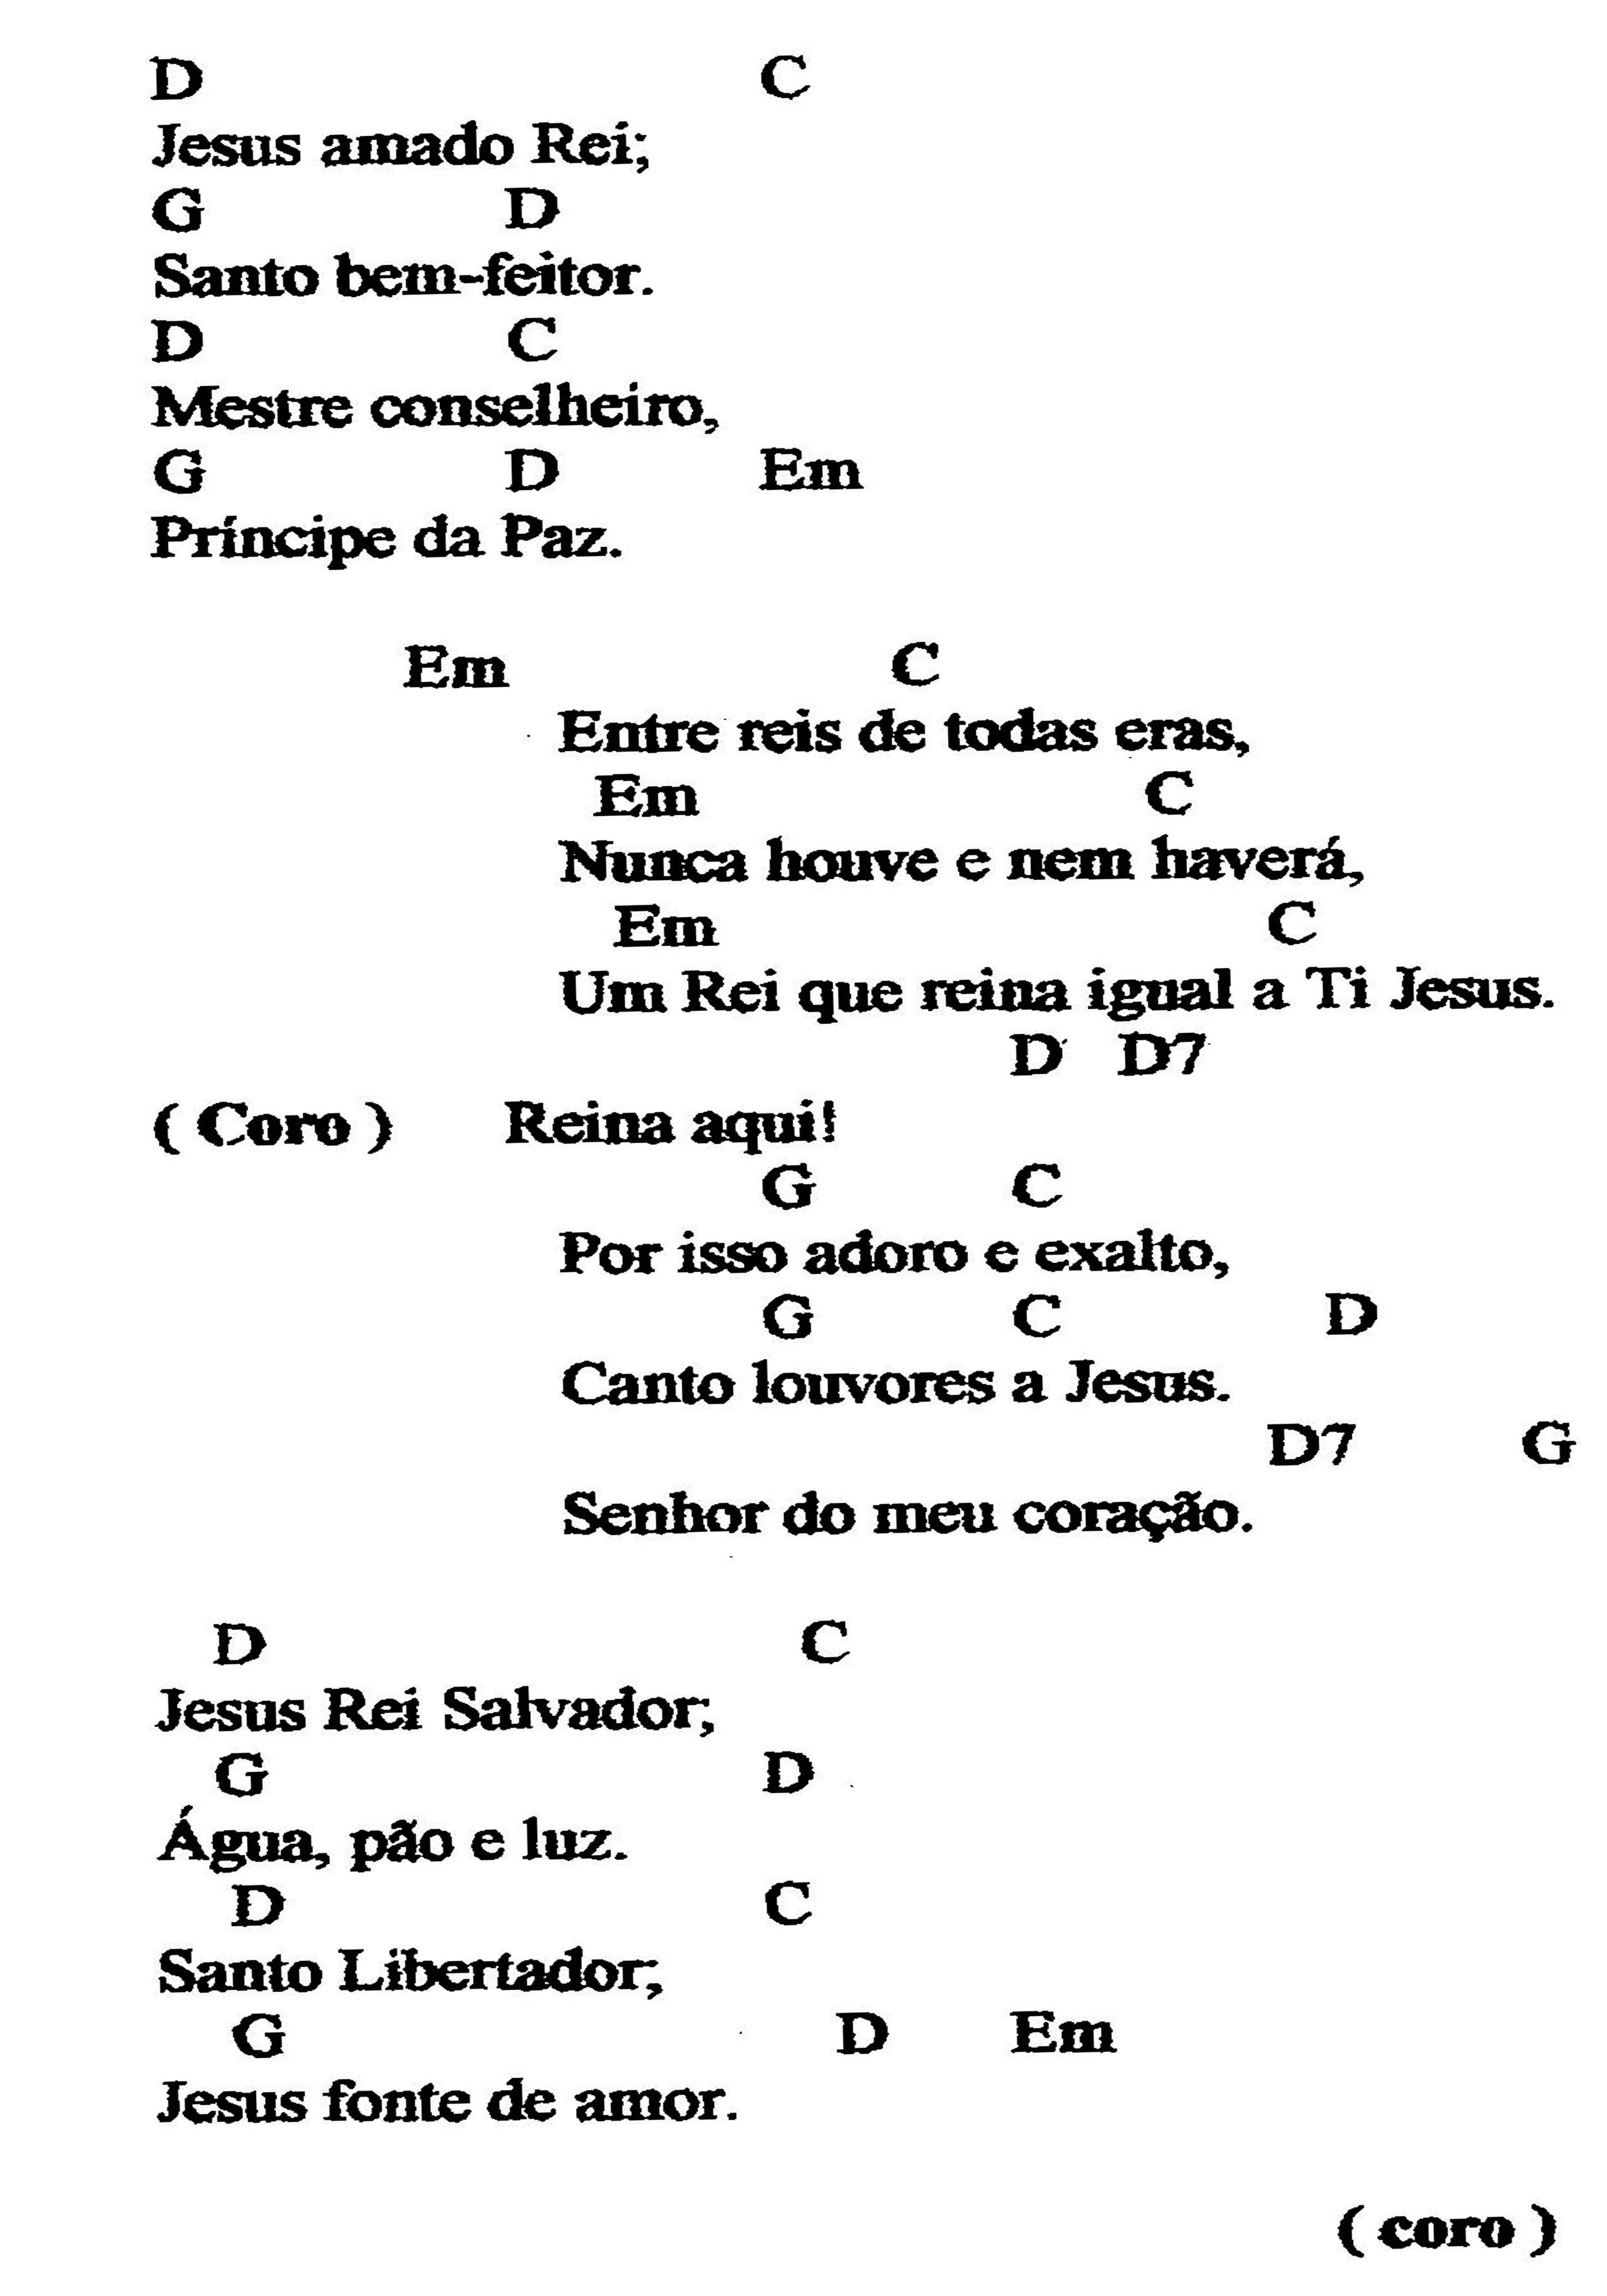 D C
Jesus amado Rei;
G D
Santo bem-feitor.
D C
Mestre conselheiro,
G D Em
Príncipe da Paz.
Em C
Entre reis de todas eras,
Em C
Nunca houve e nem haverá,
Em C
Um Rei que reina igual a Ti Jesus.
D D7
( Coro ) Reina aqui!
G C
Por isso adoro e exalto,
G C D
Canto louvores a Jesus.
D7 G
Senhor do meu coração.
D C
Jesus Rei Salvador;
G D
Água, pão e luz.
D C
Santo Libertador;
G D Em
Jesus fonte de amor.
( coro )